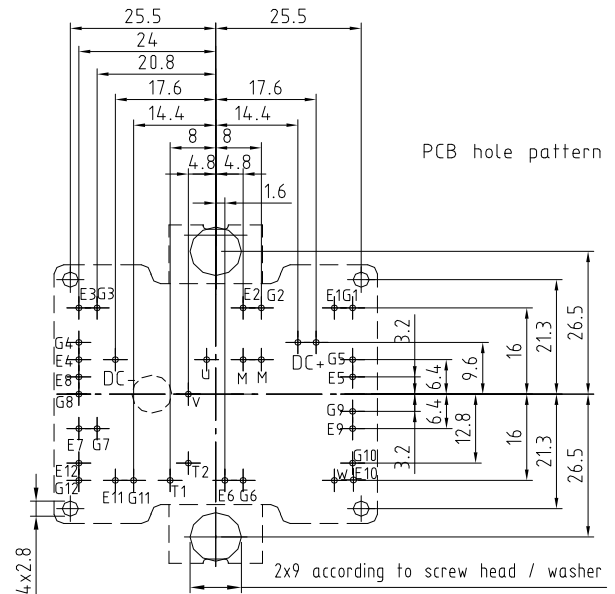 25.5 25.5
24
20.8
17.6 17.6
14.4 14.4
8 8
4.8 4.8
PCB hole pattern
1.6
E3 G3 E2 G2 E1 G1
G4 DC+
E4 DC- U M M G5
E8 E5
G8 V
G9
E7 G7 E9
E12 T2 G10
G12 E11 G11 T1 E6 G6 W E10
3.2 6.4 9.6 16 21.3 26.5
3.2 6.4 12.8 16 21.3 26.5
4x2.8
2x9 according to screw head / washer